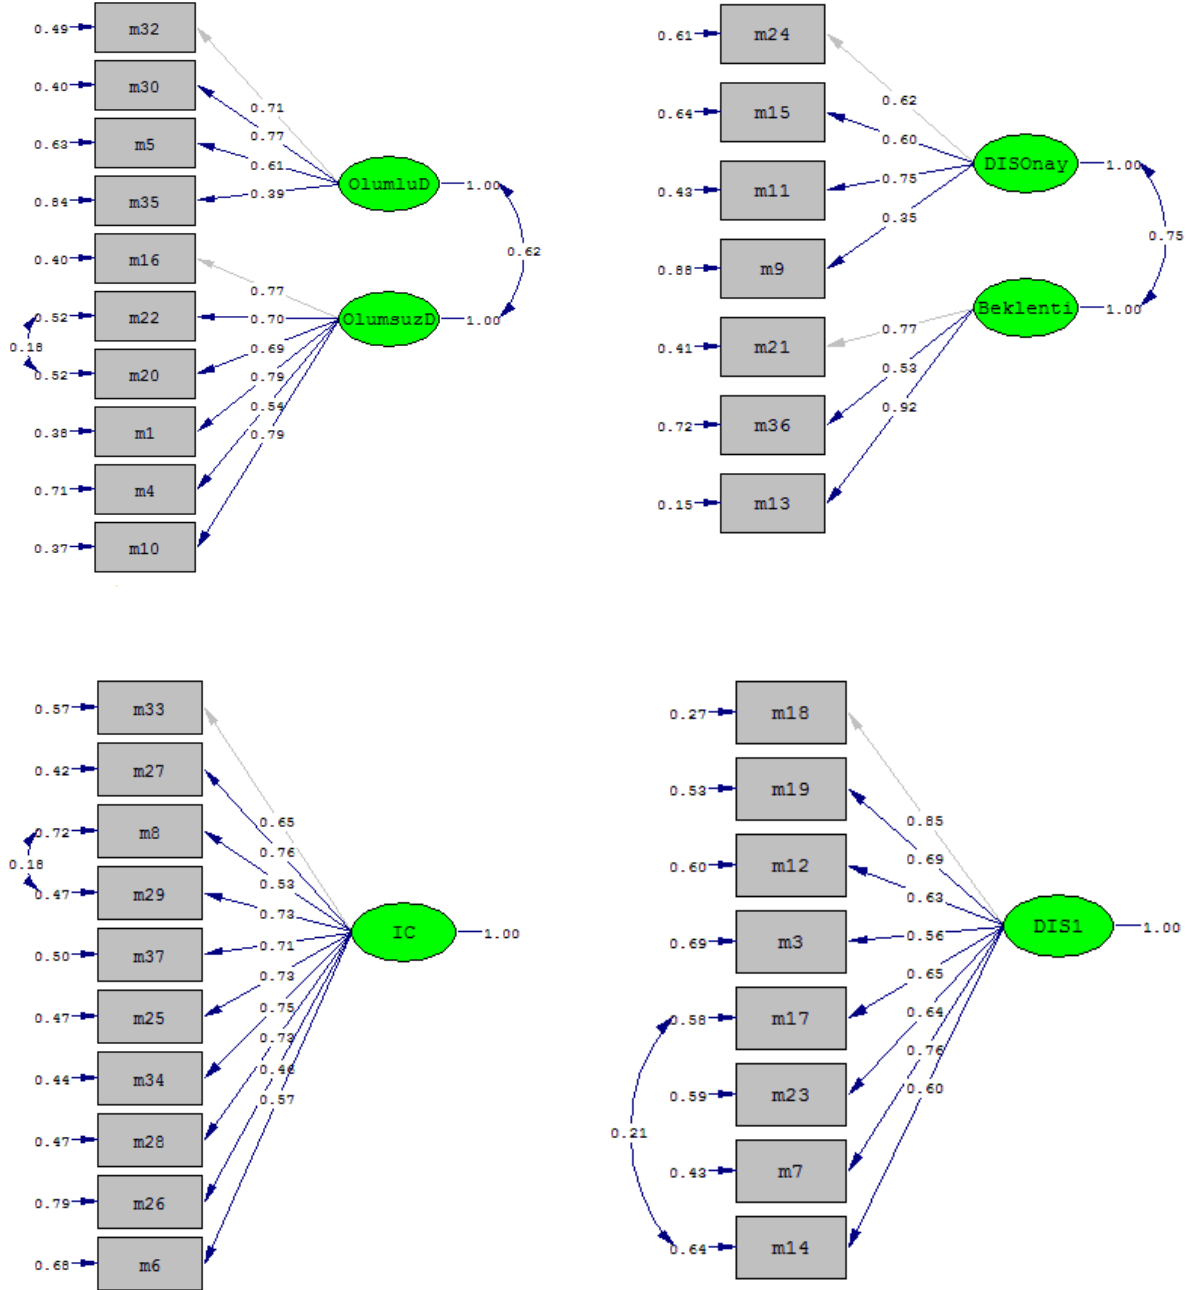 0.49 m32
0.40 m30
0.63 m5
0.84 m35
0.40 m16
0.52 m22
0.52 m20
0.38 m1
0.71 m4
0.37 m10
0.18
0.71
0.77
0.61
0.39
OlumluD 1.00
0.77
0.70
0.69
0.79
0.54
0.79
OlumsuzD 1.00
0.62
0.61 m24
0.64 m15
0.43 m11
0.88 m9
0.41 m21
0.72 m36
0.15 m13
0.62
0.60
0.75
0.35
DISOnay 1.00
0.77
0.53
0.92
Beklenti 1.00
0.75
0.57 m33
0.42 m27
0.72 m8
0.47 m29
0.50 m37
0.47 m25
0.44 m34
0.47 m28
0.79 m26
0.68 m6
0.18
0.65
0.76
0.53
0.73
0.71
0.73
0.75
0.73
0.46
0.57
IC 1.00
0.27 m18
0.53 m19
0.60 m12
0.69 m3
0.58 m17
0.59 m23
0.43 m7
0.64 m14
0.21
0.85
0.69
0.63
0.56
0.65
0.64
0.76
0.60
DIS1 1.00